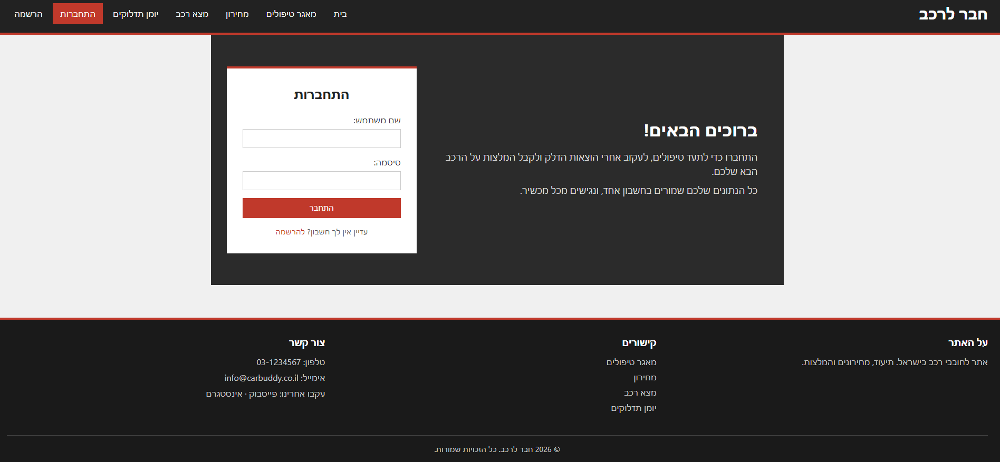 חבר לרכב
בית
מאגר טיפולים
מחירון
מצא רכב
יומן תדלוקים
התחברות
הרשמה
ברוכים הבאים!
התחברו כדי לתעד טיפולים, לעקוב אחרי הוצאות הדלק ולקבל המלצות על הרכב
הבא שלכם.
כל הנתונים שלכם שמורים בחשבון אחד, ונגישים מכל מכשיר.
התחברות
שם משתמש:
סיסמה:
התחבר
עדיין אין לך חשבון? להרשמה
על האתר
אתר לחובבי רכב בישראל. תיעוד, מחירונים והמלצות.
קישורים
מאגר טיפולים
מחירון
מצא רכב
יומן תדלוקים
צור קשר
טלפון: 03-1234567
אימייל: info@carbuddy.co.il
עקבו אחרינו: פייסבוק · אינסטגרם
© 2026 חבר לרכב. כל הזכויות שמורות.